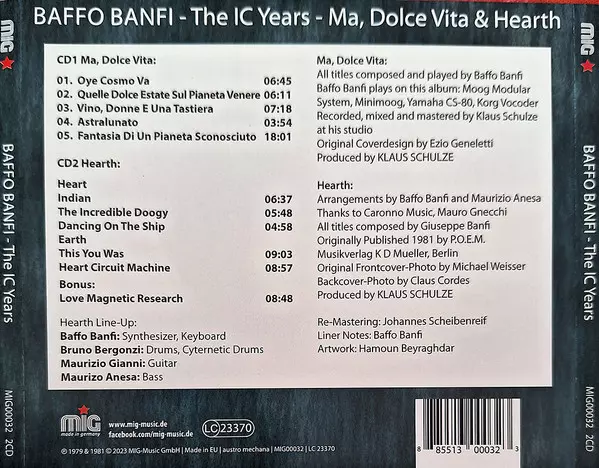 BAFFO BANFI - The IC Years - Ma, Dolce Vita & Hearth
MIG
BAFFO BANFI - The IC Years
MIG00032 2CD
CD1 Ma, Dolce Vita:
01. Oye Cosmo Va 06:45
02. Quelle Dolce Estate Sul Pianeta Venere 06:11
03. Vino, Donne E Una Tastiera 07:18
04. Astralunato 03:54
05. Fantasia Di Un Pianeta Sconosciuto 18:01
CD2 Hearth:
Heart
Indian 06:37
The Incredible Doogy 05:48
Dancing On the Ship 04:58
Earth
This You Was 09:03
Heart Circuit Machine 08:57
Bonus:
Love Magnetic Research 08:48
Hearth Line-Up:
Baffo Banfi: Synthesizer, Keyboard
Bruno Bergonzi: Drums, Cyternetic Drums
Maurizio Gianni: Guitar
Maurizo Anesa: Bass
Ma, Dolce Vita:
All titles composed and played by Baffo Banfi
Baffo Banfi plays on this album: Moog Modular
System, Minimoog, Yamaha CS-80, Korg Vocoder
Recorded, mixed and mastered by Klaus Schulze
at his studio
Original Coverdesign by Ezio Geneletti
Produced by KLAUS SCHULZE
Hearth:
Arrangements by Baffo Banfi and Maurizio Anesa
Thanks to Caronno Music, Mauro Gnecchi
All titles composed by Giuseppe Banfi
Originally Published 1981 by P.O.E.M.
Musikverlag K D Mueller, Berlin
Original Frontcover-Photo by Michael Weisser
Backcover-Photo by Claus Cordes
Produced by KLAUS SCHULZE
Re-Mastering: Johannes Scheibenreif
Liner Notes: Baffo Banfi
Artwork: Hamoun Beyraghdar
MIG
made in germany
www.mig-music.de
facebook.com/mig-music.de
LC 23370
℗ 1979 & 1981 © 2023 MIG-Music GmbH | Made in EU | austro mechana | MIG00032 | LC 23370
8 85513 00032 3
MIG
BAFFO BANFI - The IC Years
MIG00032 2CD